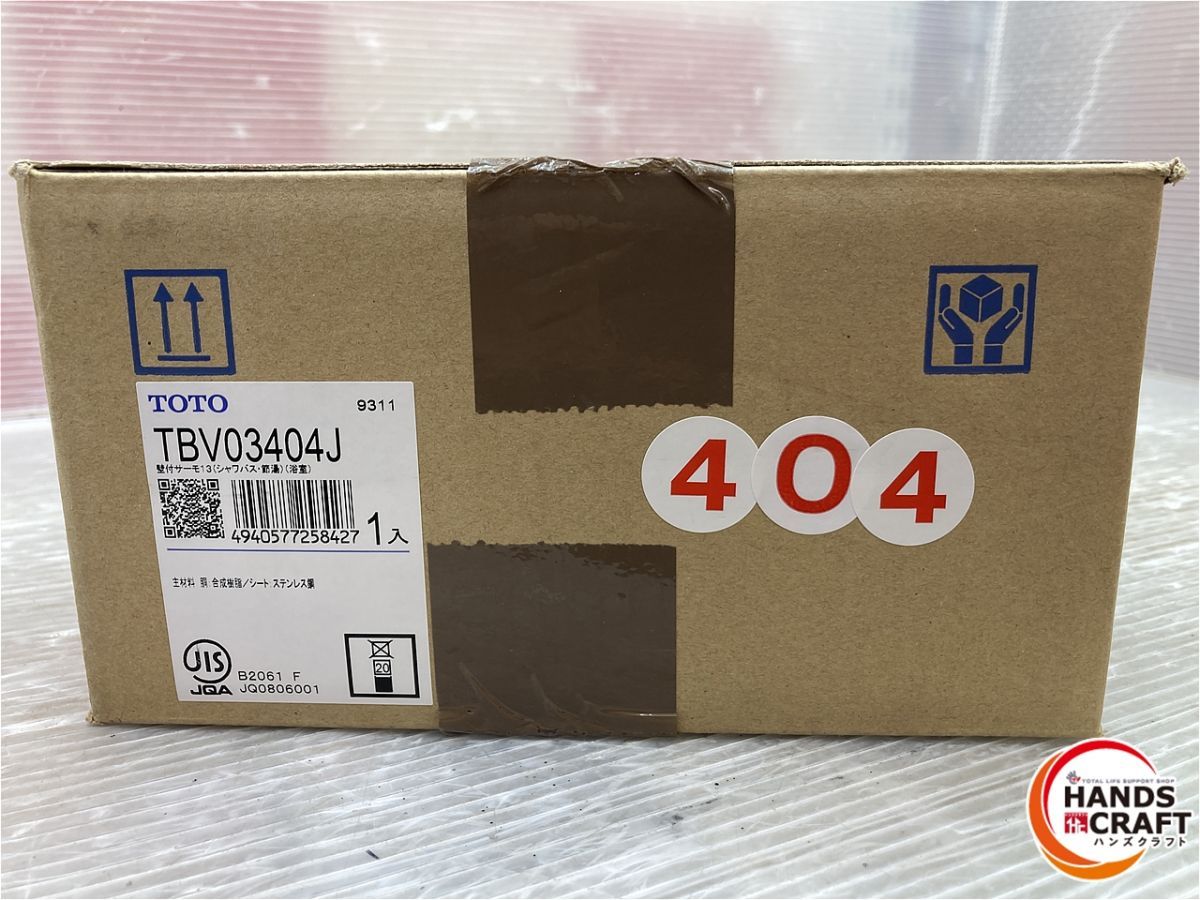 TOTO 9311
TBV03404J
壁付サーモ13(シャワバス・節湯)(浴室)
4940577258427 1入
主材料 銅 合成樹脂/シート ステンレス鋼
JIS
JQA
B2061 F
JQ0806001
20
404
TOTAL LIFE SUPPORT SHOP
HANDS
CRAFT
ハンズクラフト